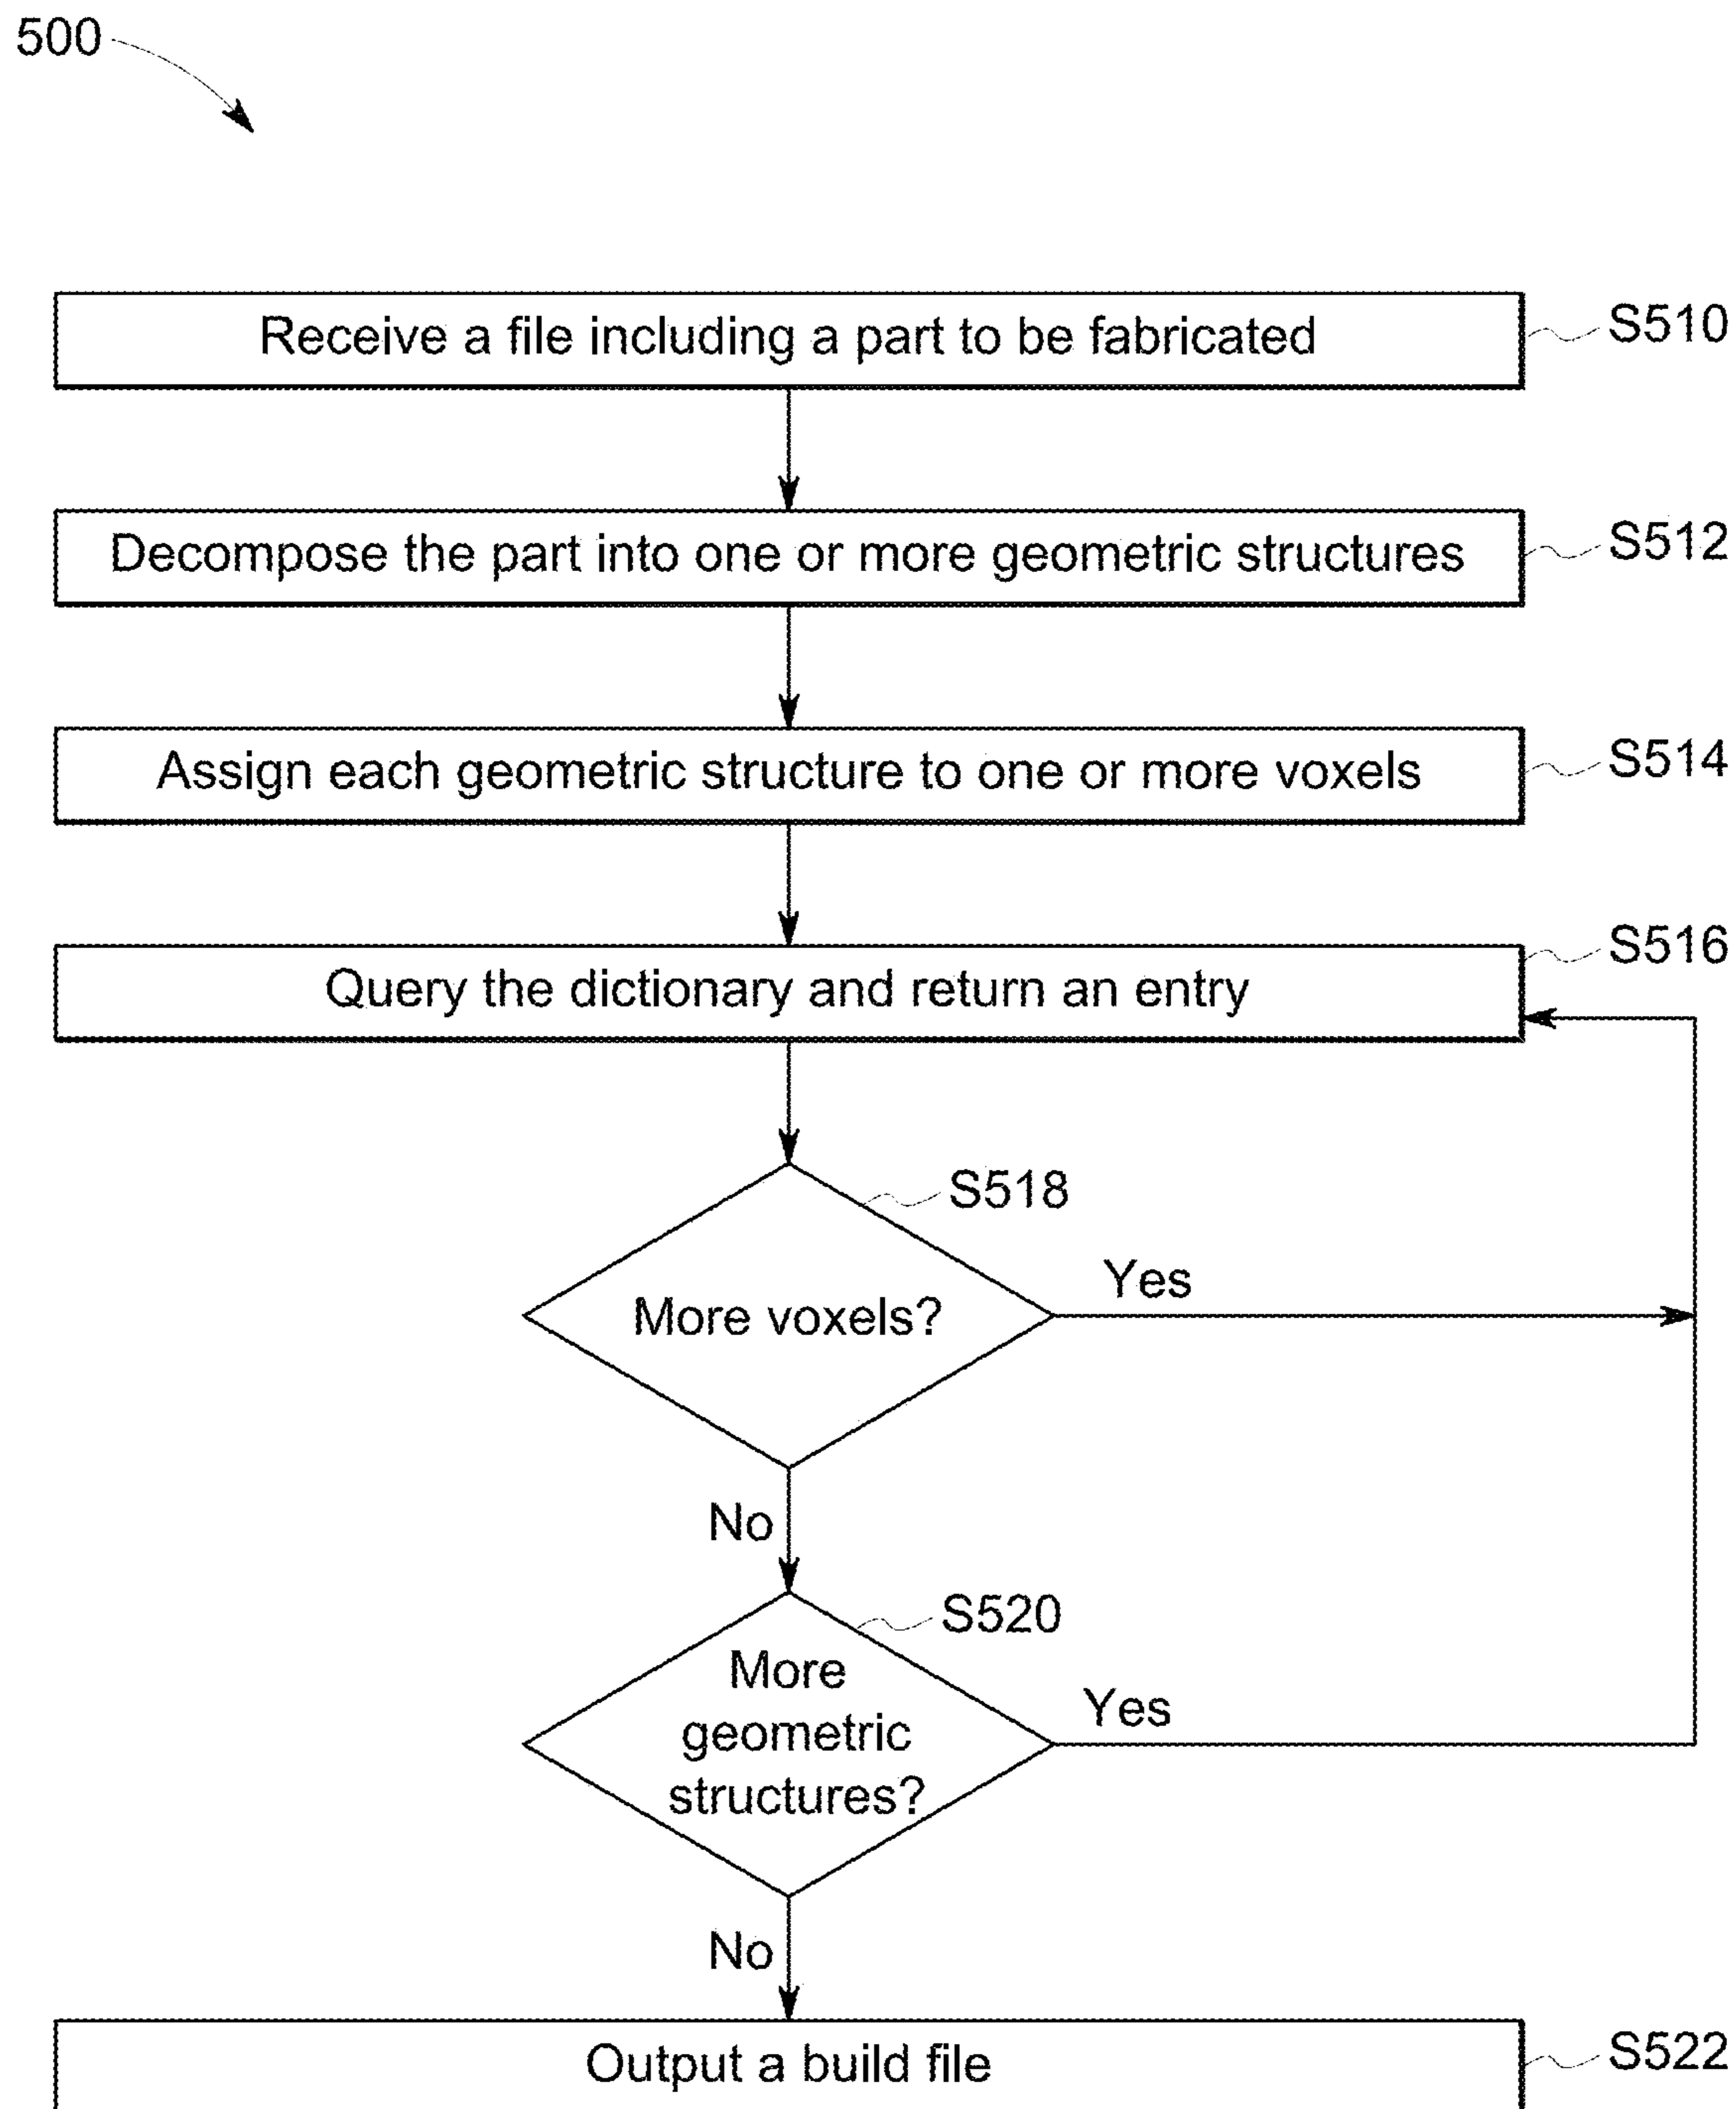 500
Receive a file including a part to be fabricated
S510
Decompose the part into one or more geometric structures
S512
Assign each geometric structure to one or more voxels
S514
Query the dictionary and return an entry
S516
S518
More voxels?
Yes
No
S520
More
geometric
structures?
Yes
No
Output a build file
S522